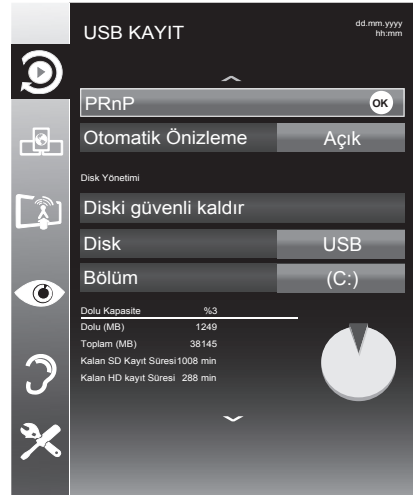 USB KAYIT
dd.mm.yyyy
hh:mm
PRnP OK
Otomatik Önizleme Açık
Disk Yönetimi
Diski güvenli kaldır
Disk USB
Bölüm (C:)
Dolu Kapasite %3
Dolu (MB) 1249
Toplam (MB) 38145
Kalan SD Kayıt Süresi 1008 min
Kalan HD kayıt Süresi 288 min